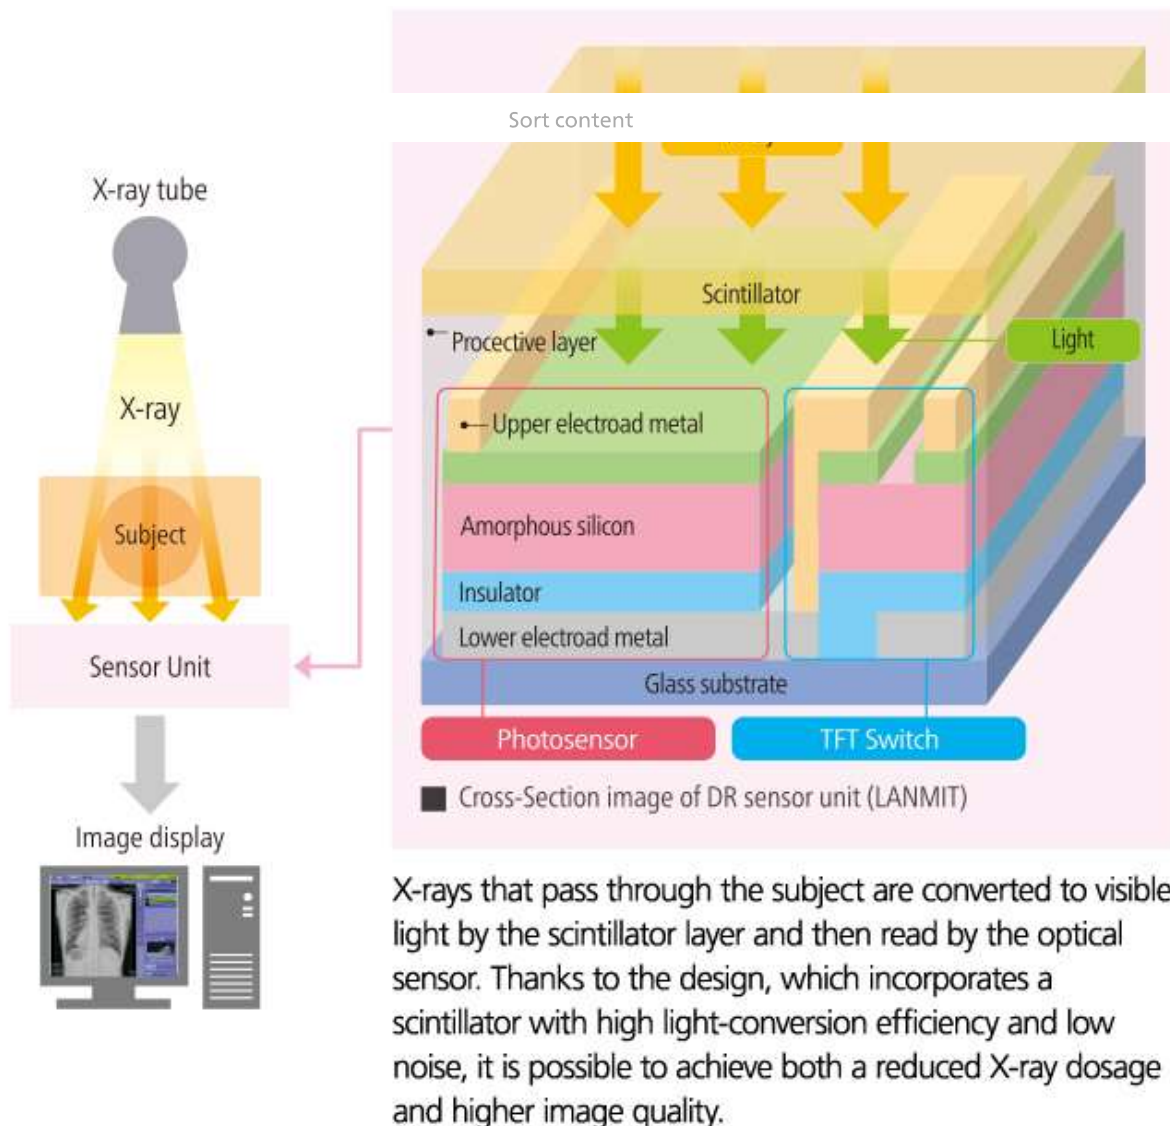 Sort content
X-ray tube
Scintillator
Procective layer
Light
X-ray
Upper electroad metal
Subject
Amorphous silicon
Insulator
Lower electroad metal
Sensor Unit
Glass substrate
Photosensor
TFT Switch
Cross-Section image of DR sensor unit (LANMIT)
Image display
X-rays that pass through the subject are converted to visible
light by the scintillator layer and then read by the optical
sensor. Thanks to the design, which incorporates a
scintillator with high light-conversion efficiency and low
noise, it is possible to achieve both a reduced X-ray dosage
and higher image quality.